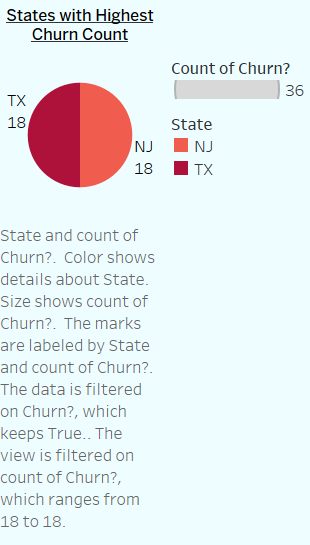 States with Highest
Churn Count
TX
18
NJ
18
Count of Churn?
36
State
NJ
TX
State and count of
Churn?.  Color shows
details about State.
Size shows count of
Churn?.  The marks
are labeled by State
and count of Churn?.
The data is filtered
on Churn?, which
keeps True.. The
view is filtered on
count of Churn?,
which ranges from
18 to 18.